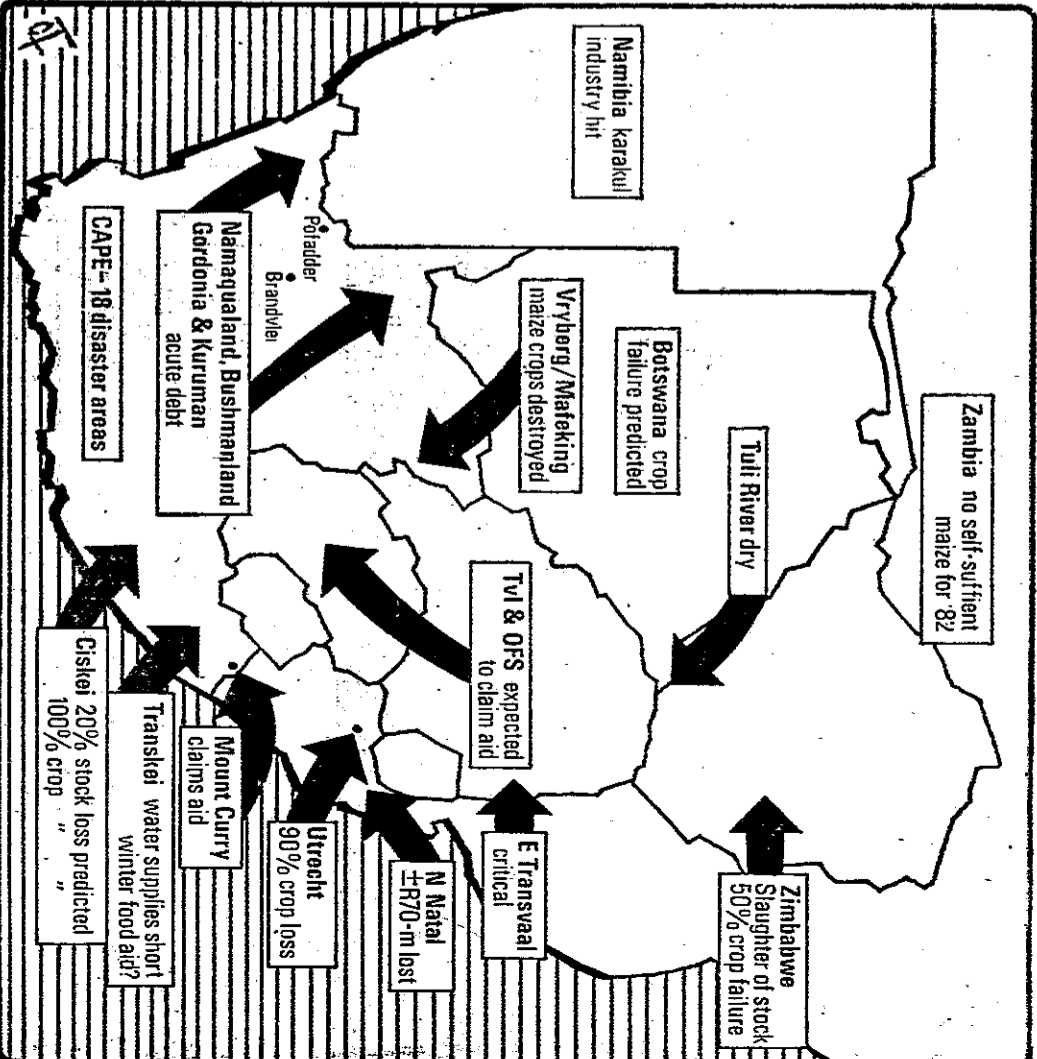 Zambia no self-suffient
maize for '82
Tuli River dry
Zimbabwe
Slaughter of stock
50% crop failure
Namibia karakul
industry hit
Botswana crop
failure predicted
Vryberg/Mafeking
maize crops destroyed
Tvl & OFS expected
to claim aid
E Transvaal
critical
N Natal
±R70-m lost
Utrecht
90% crop loss
Mount Curry
claims aid
Pofadder
Brandvlei
Namaqualand, Bushmanland
Gordonia & Kuruman
acute debt
CAPE- 18 disaster areas
Transkei water supplies short
winter food aid?
Ciskei 20% stock loss predicted
100% crop " "